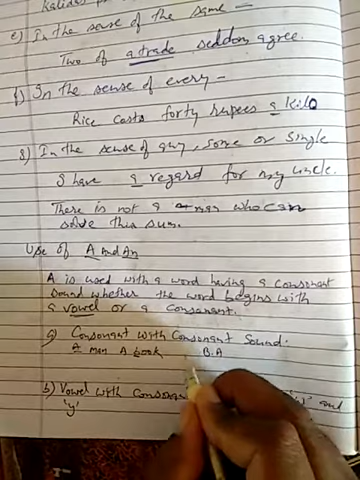 Kalidas
e) In the sense of the same -
Two of a trade seldom agree.
f) In the sense of every -
Rice costs forty rupees a Kilo
g) In the sense of any, some or single
I have a regard for my uncle.
There is not a man who can
solve this sum.
Use of A and An
A is used with a word having a consonant
sound whether the word begins with
a vowel or a consonant.
a) Consonant with Consonant Sound.
A man A book B.A
b) Vowel with and
'y'